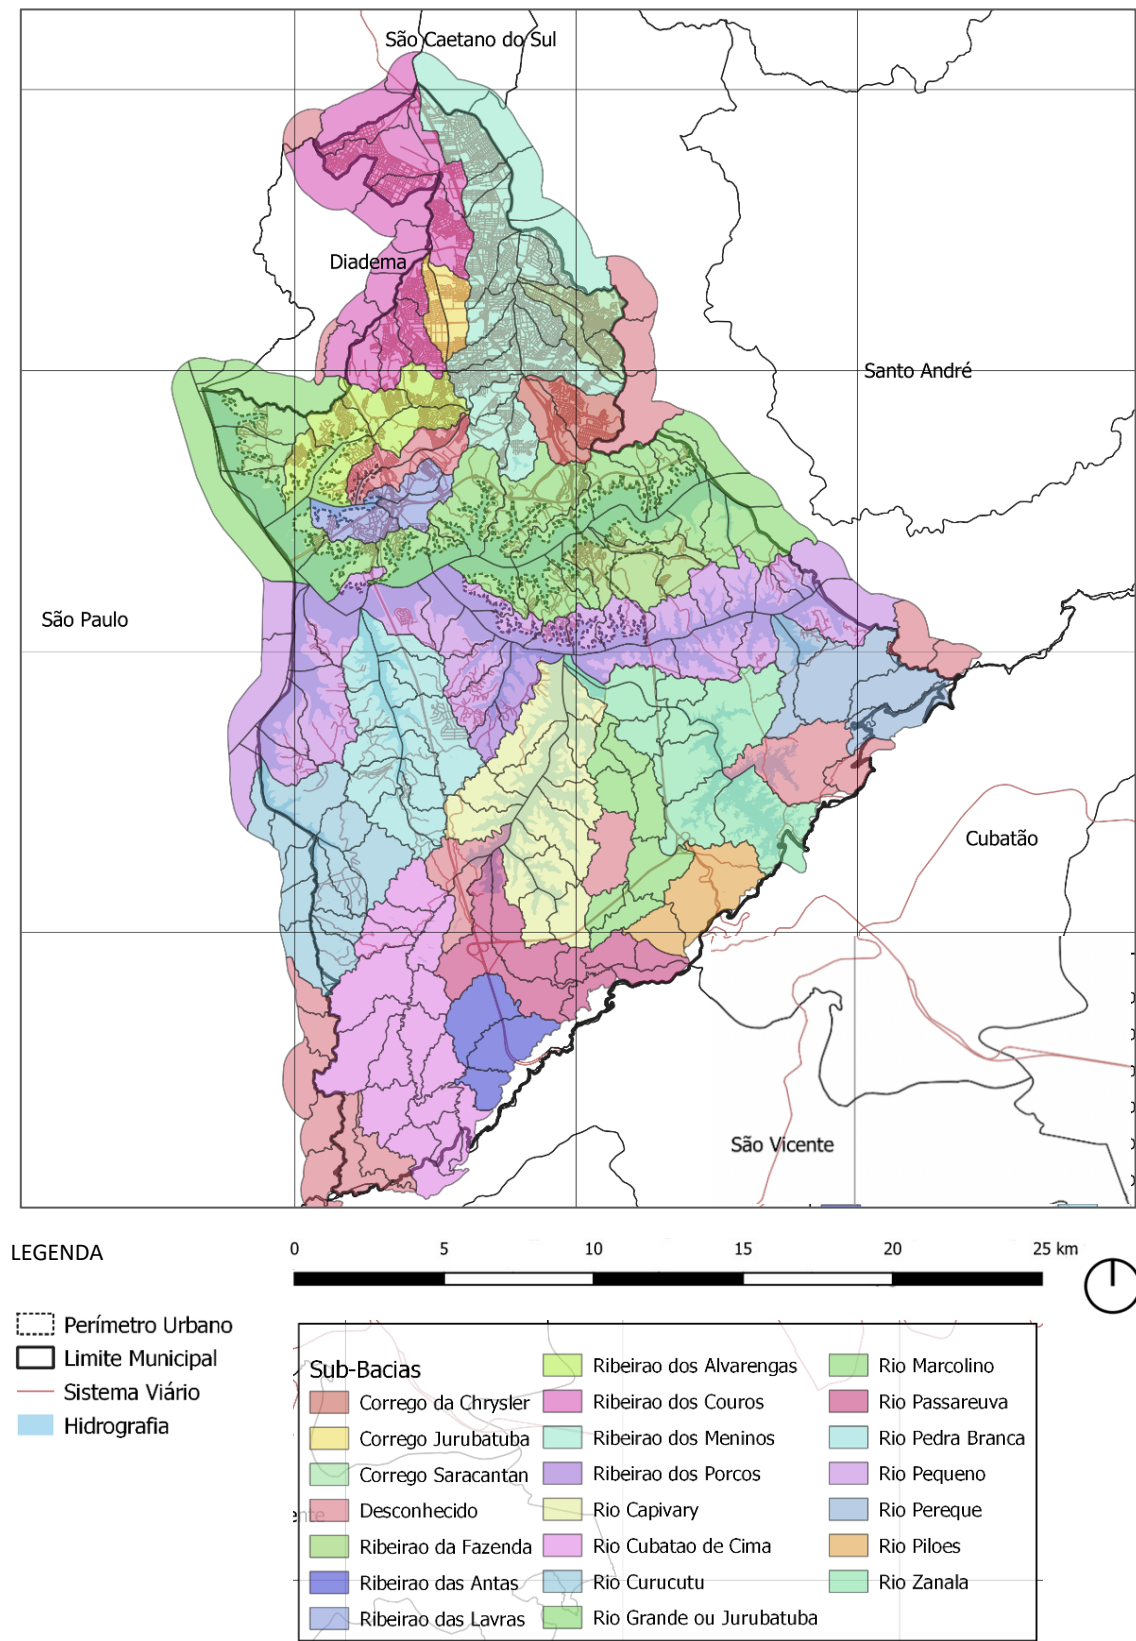 São Caetano do Sul
Diadema
Santo André
São Paulo
Cubatão
São Vicente
LEGENDA
0 5 10 15 20 25 km
Perímetro Urbano
Limite Municipal
Sistema Viário
Hidrografia
Sub-Bacias
Corrego da Chrysler
Corrego Jurubatuba
Corrego Saracantan
Desconhecido
Ribeirao da Fazenda
Ribeirao das Antas
Ribeirao das Lavras
Ribeirao dos Alvarengas
Ribeirao dos Couros
Ribeirao dos Meninos
Ribeirao dos Porcos
Rio Capivary
Rio Cubatao de Cima
Rio Curucutu
Rio Grande ou Jurubatuba
Rio Marcolino
Rio Passareuva
Rio Pedra Branca
Rio Pequeno
Rio Pereque
Rio Piloes
Rio Zanala